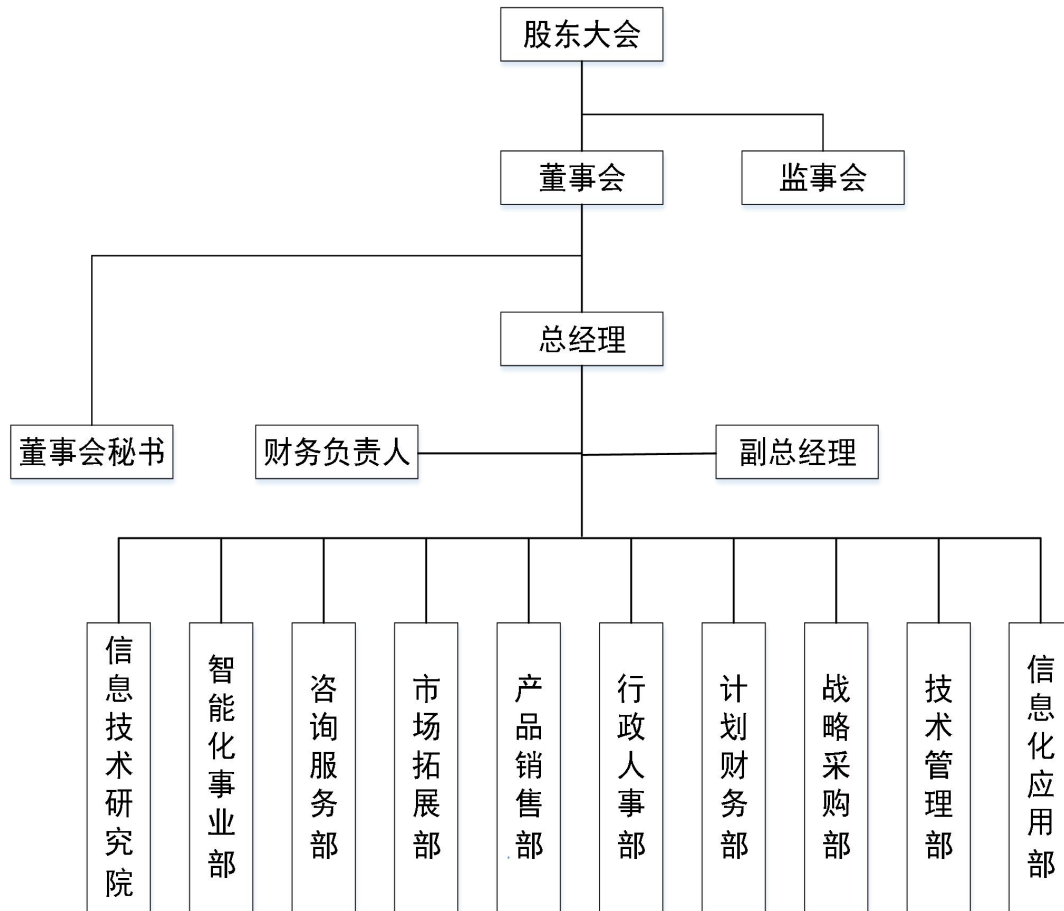 股东大会
董事会
监事会
总经理
董事会秘书
财务负责人
副总经理
信息技术研究院
智能化事业部
咨询服务部
市场拓展部
产品销售部
行政人事部
计划财务部
战略采购部
技术管理部
信息化应用部